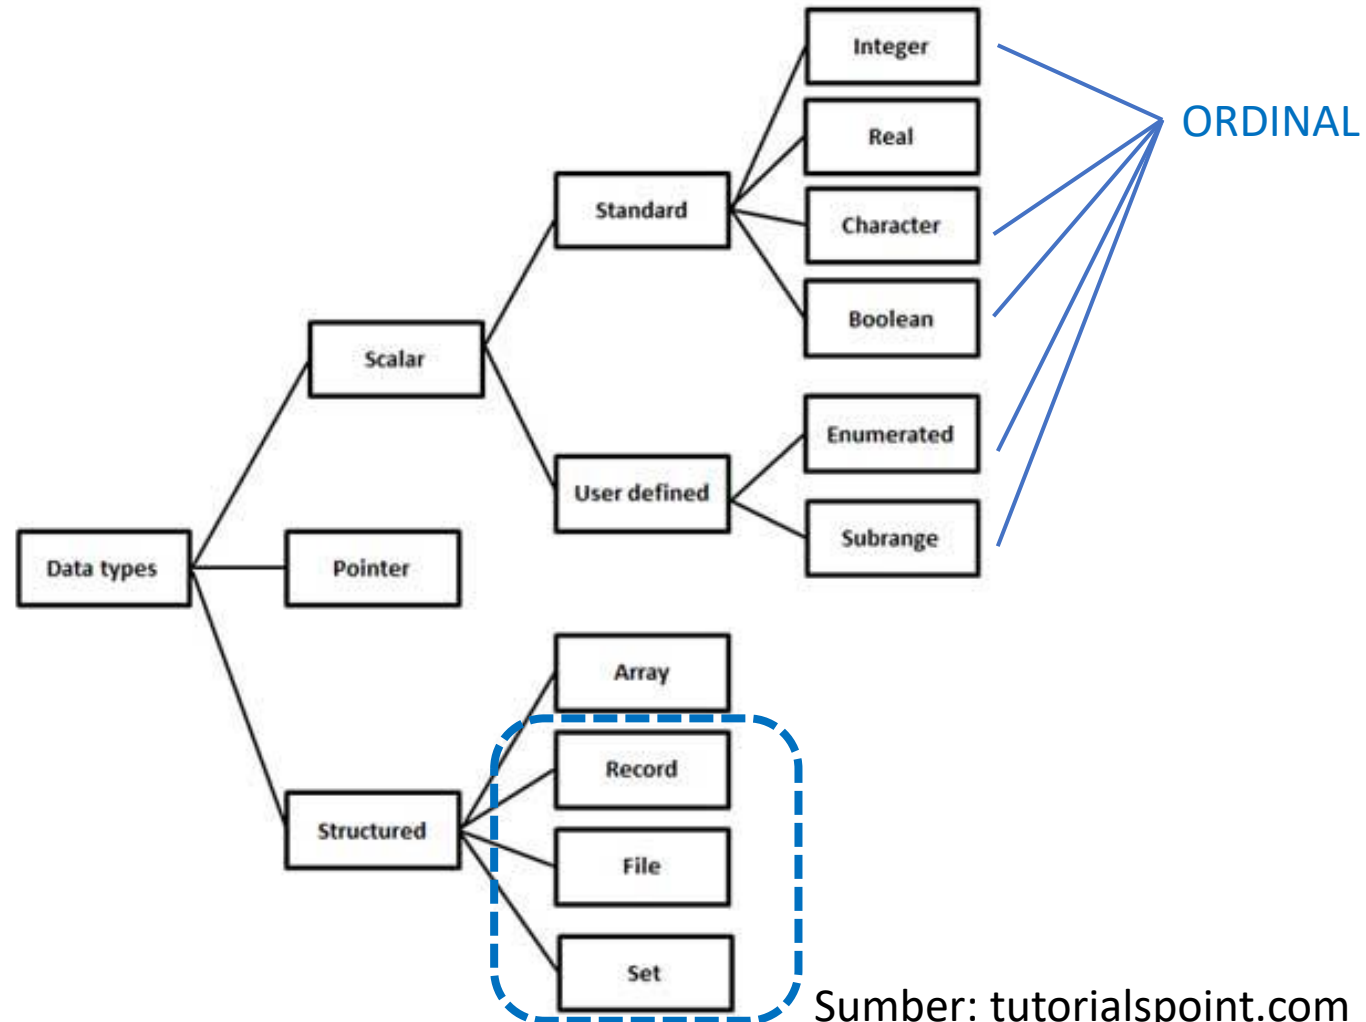 Integer
ORDINAL
Real
Standard
Character
Boolean
Scalar
Enumerated
User defined
Subrange
Data types
Pointer
Array
Record
Structured
File
Set
Sumber: tutorialspoint.com